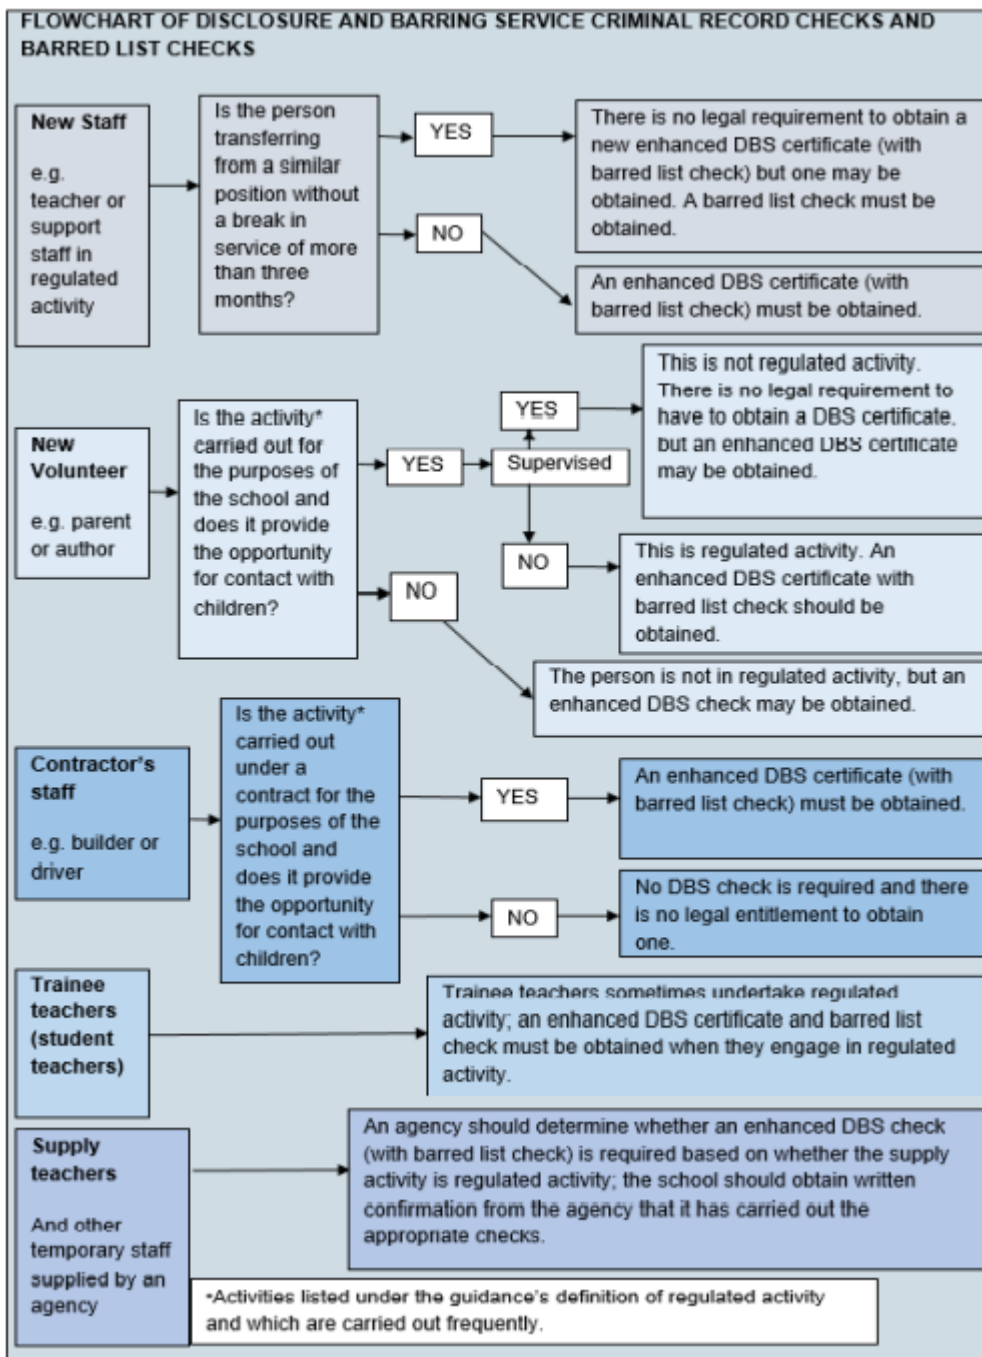 FLOWCHART OF DISCLOSURE AND BARRING SERVICE CRIMINAL RECORD CHECKS AND
BARRED LIST CHECKS
New Staff
e.g.
teacher or
support
staff in
regulated
activity
Is the person
transferring
from a similar
position without
a break in
service of more
than three
months?
YES
There is no legal requirement to obtain a
new enhanced DBS certificate (with
barred list check) but one may be
obtained. A barred list check must be
obtained.
NO
An enhanced DBS certificate (with
barred list check) must be obtained.
New
Volunteer
e.g. parent
or author
Is the activity*
carried out for
the purposes of
the school and
does it provide
the opportunity
for contact with
children?
YES
Supervised
YES
This is not regulated activity.
There is no legal requirement to
have to obtain a DBS certificate,
but an enhanced DBS certificate
may be obtained.
NO
This is regulated activity. An
enhanced DBS certificate with
barred list check should be
obtained.
NO
The person is not in regulated activity, but an
enhanced DBS check may be obtained.
Contractor's
staff
e.g. builder or
driver
Is the activity*
carried out
under a
contract for the
purposes of the
school and
does it provide
the opportunity
for contact with
children?
YES
An enhanced DBS certificate (with
barred list check) must be obtained.
NO
No DBS check is required and there
is no legal entitlement to obtain
one.
Trainee
teachers
(student
teachers)
Trainee teachers sometimes undertake regulated
activity; an enhanced DBS certificate and barred list
check must be obtained when they engage in regulated
activity.
Supply
teachers
And other
temporary staff
supplied by an
agency
An agency should determine whether an enhanced DBS check
(with barred list check) is required based on whether the supply
activity is regulated activity; the school should obtain written
confirmation from the agency that it has carried out the
appropriate checks.
*Activities listed under the guidance's definition of regulated activity
and which are carried out frequently.